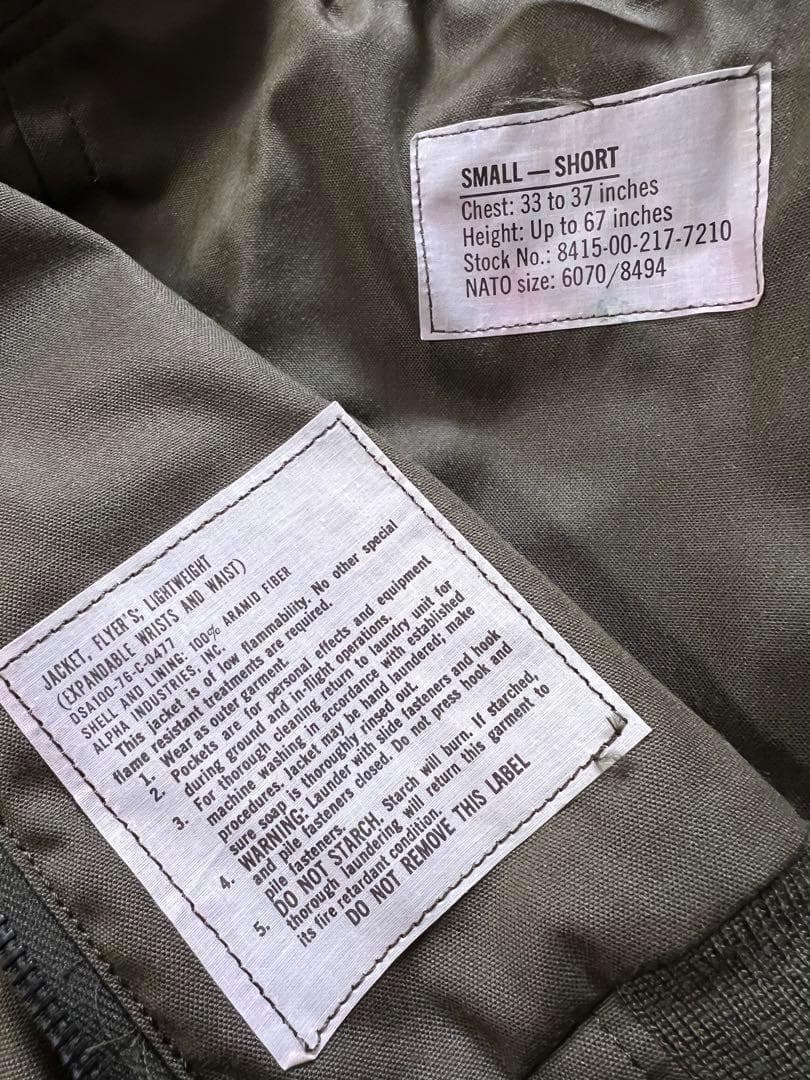 SMALL — SHORT
Chest: 33 to 37 inches
Height: Up to 67 inches
Stock No.: 8415-00-217-7210
NATO size: 6070/8494
JACKET, FLYER'S; LIGHTWEIGHT
(EXPANDABLE WRISTS AND WAIST)
DSA100-76-C-0477
SHELL AND LINING: 100% ARAMID FIBER
ALPHA INDUSTRIES, INC.
This jacket is of low flammability. No other special
flame resistant treatments are required.
1. Wear as outer garment.
2. Pockets are for personal effects and equipment
during ground and in-flight operations.
3. For thorough cleaning return to laundry unit for
machine washing in accordance with established
procedures. Jacket may be hand laundered; make
sure soap is thoroughly rinsed out.
4. WARNING: Launder with slide fasteners and hook
and pile fasteners closed. Do not press hook and
pile fasteners.
5. DO NOT STARCH. Starch will burn. If starched,
thorough laundering will return this garment to
its fire retardant condition.
DO NOT REMOVE THIS LABEL